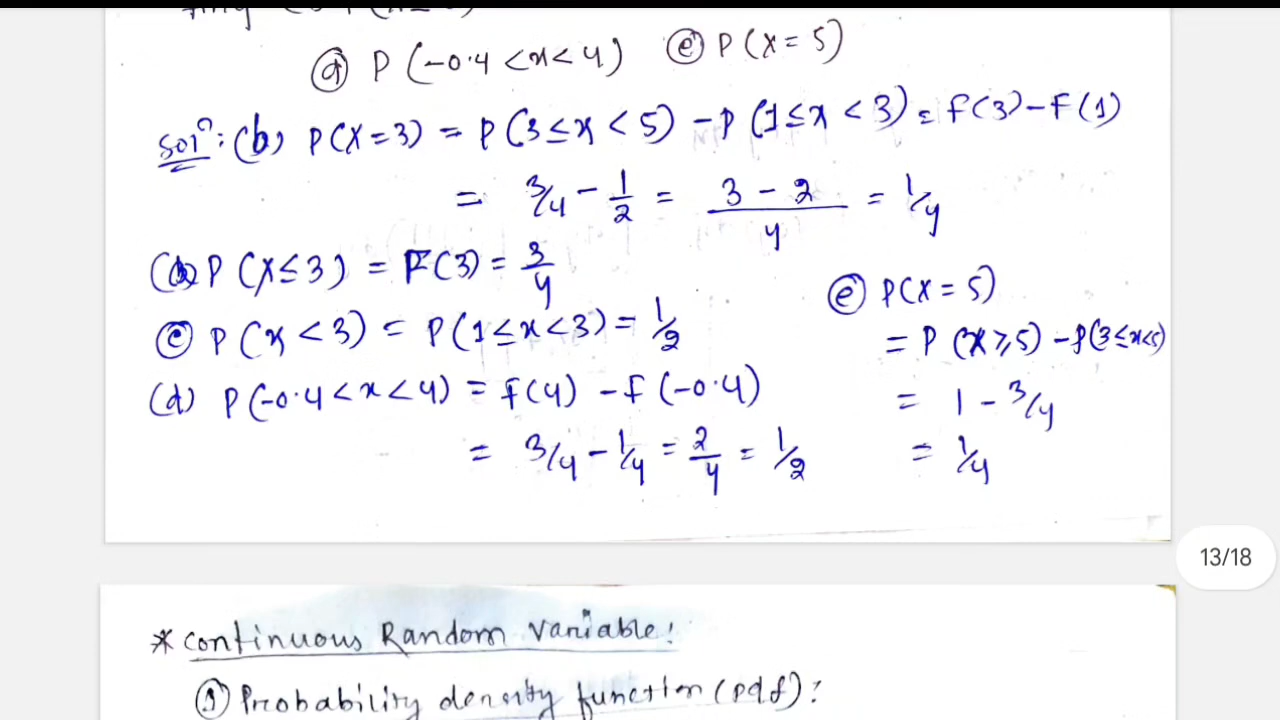 ⓓ P (-0.4 < x < 4) ⓔ P (X = 5)
Solⁿ: (b) P(X = 3) = P (3 ≤ x < 5) - P (1 ≤ x < 3) = F(3) - F(1)
= 3/4 - 1/2 = 3 - 2 / 4 = 1/4
P (X ≤ 3) = F(3) = 3/4
ⓒ P (x < 3) = P (1 ≤ x < 3) = 1/2
(d) P(-0.4 < x < 4) = F(4) - F(-0.4)
= 3/4 - 1/4 = 2/4 = 1/2
ⓔ P(X = 5)
= P (X ≥ 5) - P(3 ≤ x < 5)
= 1 - 3/4
= 1/4
13/18
* Continuous Random Variable:
① Probability density function (pdf):